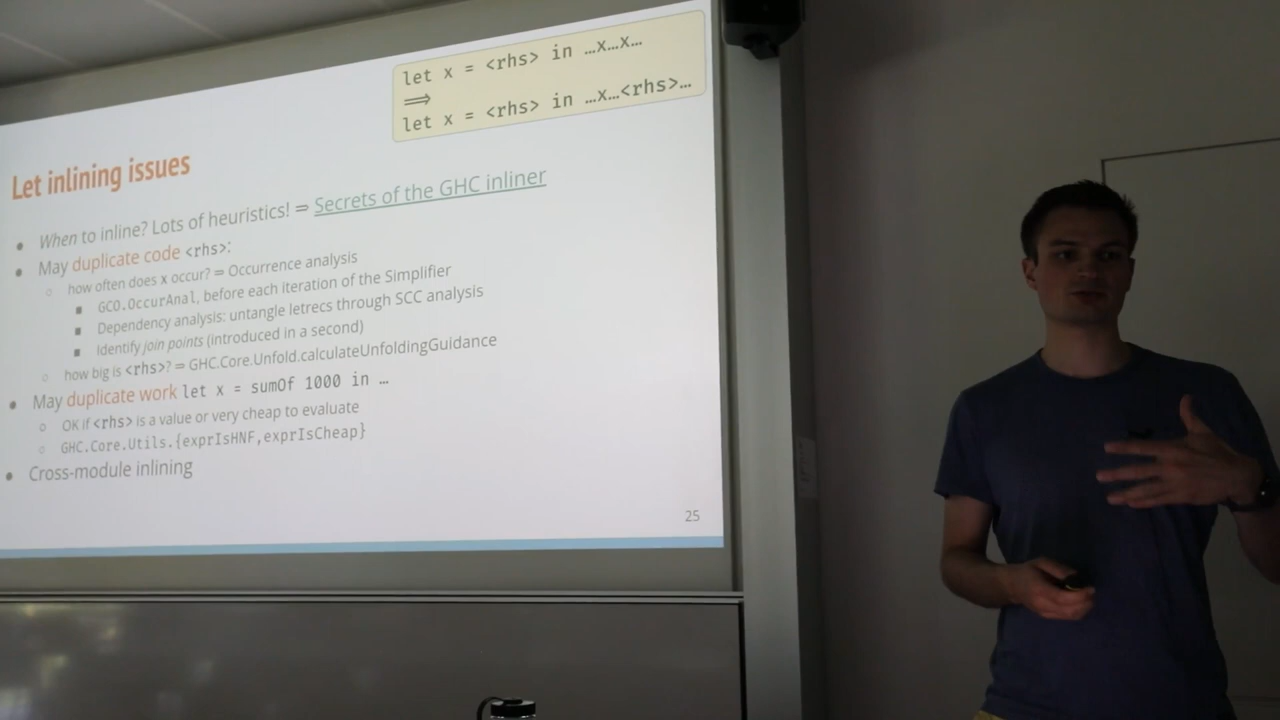 let x = <rhs> in …x…x…
⟹
let x = <rhs> in …x…<rhs>…
Let inlining issues
● When to inline? Lots of heuristics! ⇒ Secrets of the GHC inliner
● May duplicate code <rhs>:
○ how often does x occur? ⇒ Occurrence analysis
■ GCO.OccurAnal, before each iteration of the Simplifier
■ Dependency analysis: untangle letrecs through SCC analysis
■ Identify join points (introduced in a second)
○ how big is <rhs>? ⇒ GHC.Core.Unfold.calculateUnfoldingGuidance
● May duplicate work let x = sumOf 1000 in …
○ OK if <rhs> is a value or very cheap to evaluate
○ GHC.Core.Utils.{exprIsHNF,exprIsCheap}
● Cross-module inlining
25